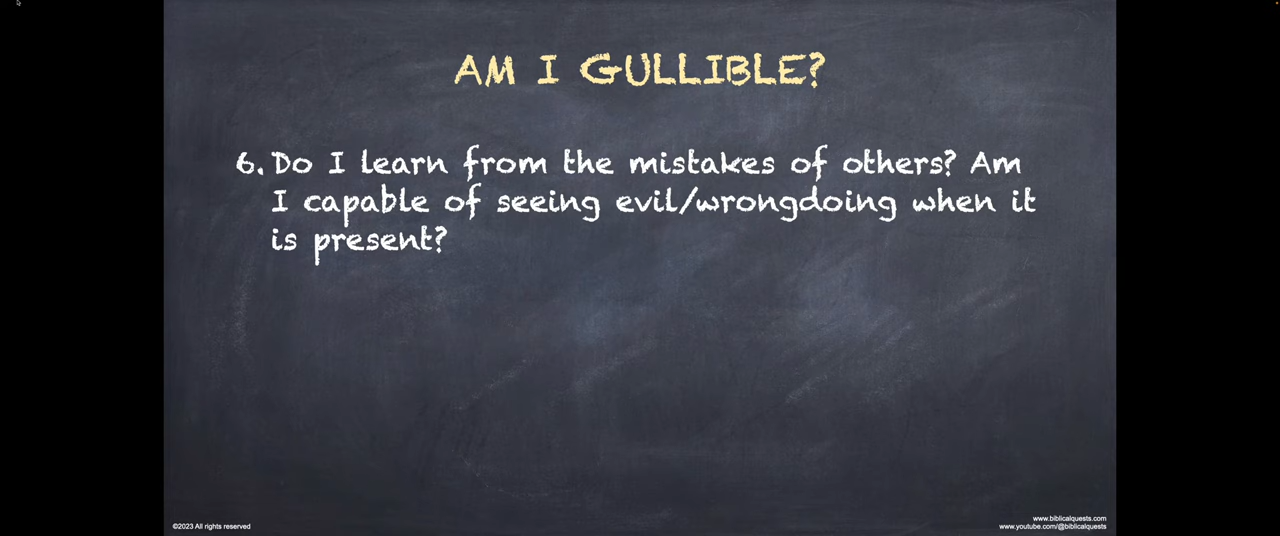 AM I GULLIBLE?
6. Do I learn from the mistakes of others? Am
I capable of seeing evil/wrongdoing when it
is present?
©2023 All rights reserved
www.biblicalquests.com
www.youtube.com/@biblicalquests